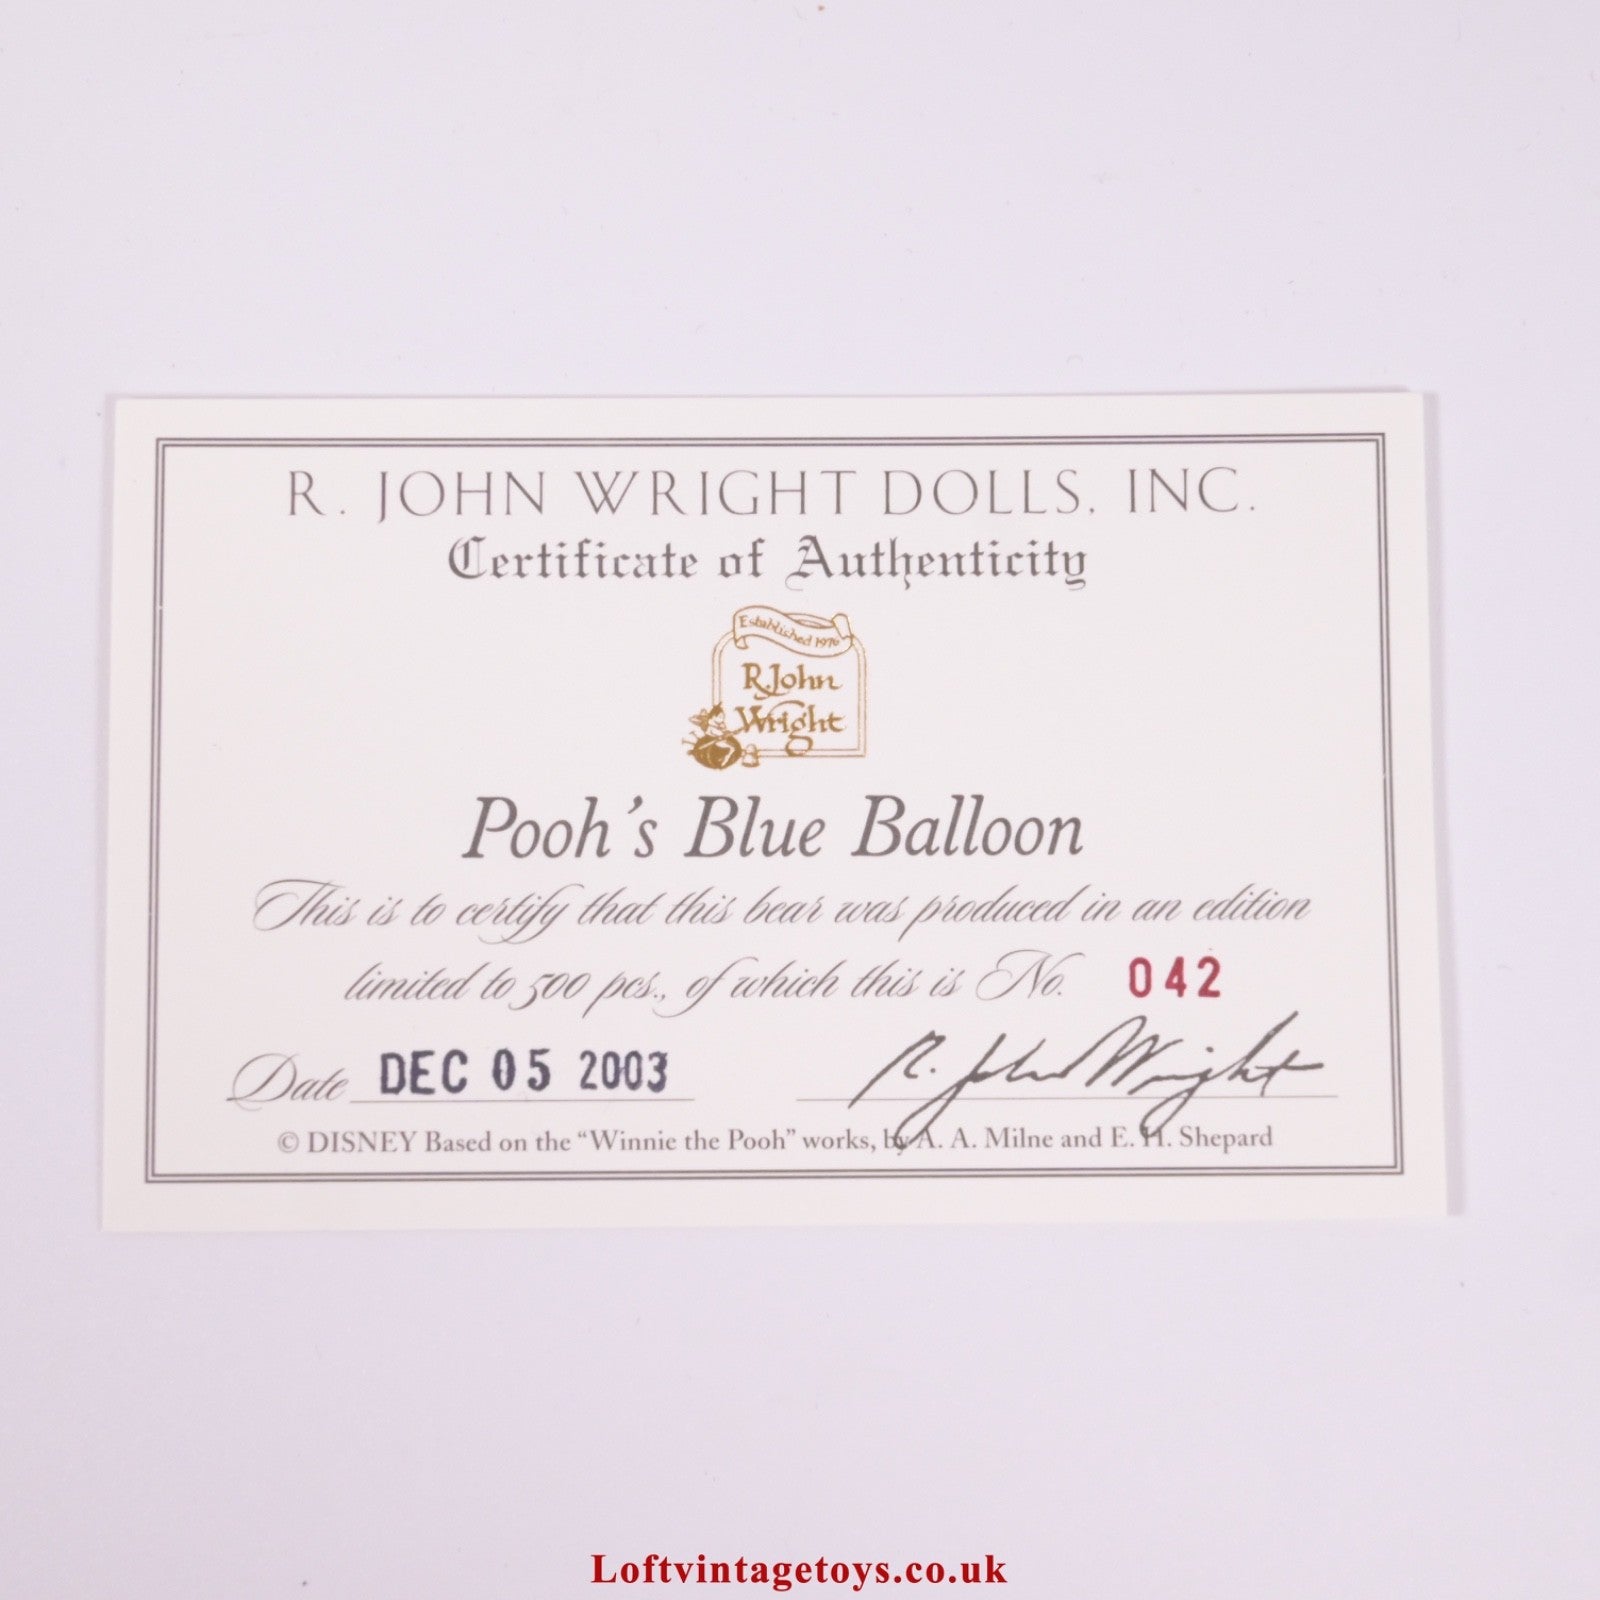 R. JOHN WRIGHT DOLLS, INC.
Certificate of Authenticity
Established 1976
R. John
Wright
Pooh's Blue Balloon
This is to certify that this bear was produced in an edition
limited to 500 pcs., of which this is No. 042
Date DEC 05 2003 R. John Wright
© DISNEY Based on the “Winnie the Pooh” works, by A. A. Milne and E. H. Shepard
Loftvintagetoys.co.uk